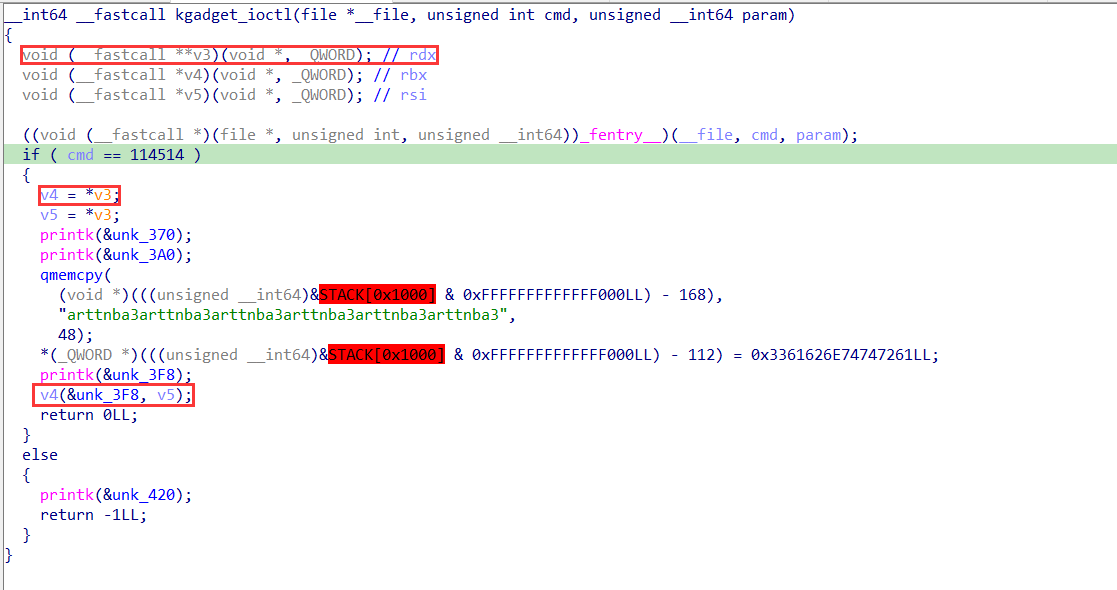 __int64 __fastcall kgadget_ioctl(file *__file, unsigned int cmd, unsigned __int64 param)
{
  void (__fastcall **v3)(void *, _QWORD); // rdx
  void (__fastcall *v4)(void *, _QWORD); // rbx
  void (__fastcall *v5)(void *, _QWORD); // rsi

  ((void (__fastcall *)(file *, unsigned int, unsigned __int64))_fentry__)(__file, cmd, param);
  if ( cmd == 114514 )
  {
    v4 = *v3;
    v5 = *v3;
    printk(&unk_370);
    printk(&unk_3A0);
    qmemcpy(
      (void *)(((unsigned __int64)&STACK[0x1000] & 0xFFFFFFFFFFFFF000LL) - 168),
      "arttnba3arttnba3arttnba3arttnba3arttnba3arttnba3",
      48);
    *(_QWORD *)(((unsigned __int64)&STACK[0x1000] & 0xFFFFFFFFFFFFF000LL) - 112) = 0x3361626E74747261LL;
    printk(&unk_3F8);
    v4(&unk_3F8, v5);
    return 0LL;
  }
  else
  {
    printk(&unk_420);
    return -1LL;
  }
}